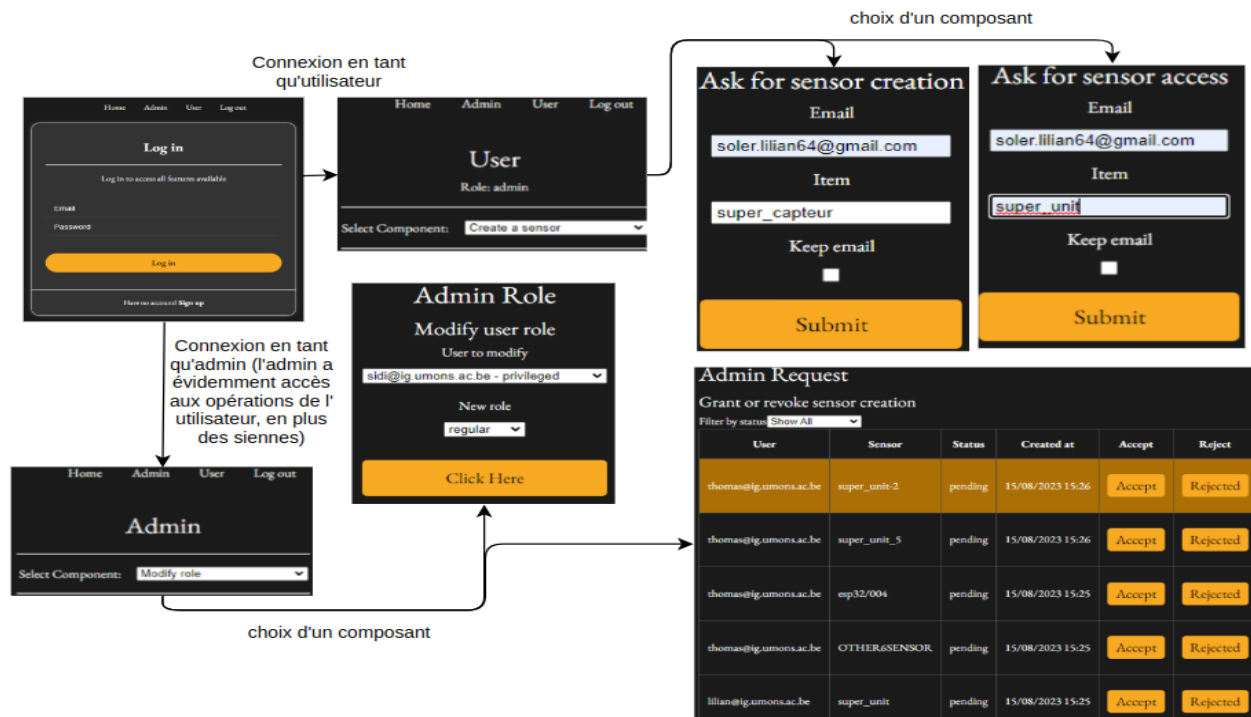 choix d'un composant
Connexion en tant
qu'utilisateur
Home Admin User Log out
Log in
Log in to access all features available
Email
Password
Log in
Have no account? Sign up
Home Admin User Log out
User
Role: admin
Select Component: Create a sensor
Ask for sensor creation
Email
soler.lilian64@gmail.com
Item
super_capteur
Keep email
Submit
Ask for sensor access
Email
soler.lilian64@gmail.com
Item
super_unit
Keep email
Submit
Connexion en tant
qu'admin (l'admin a
évidemment accès
aux opérations de l'
utilisateur, en plus
des siennes)
Admin Role
Modify user role
User to modify
sidi@ig.umons.ac.be - privileged
New role
regular
Click Here
Home Admin User Log out
Admin
Select Component: Modify role
choix d'un composant
Admin Request
Grant or revoke sensor creation
Filter by status Show All
User Sensor Status Created at Accept Reject
thomas@ig.umons.ac.be super_unit-2 pending 15/08/2023 15:26 Accept Rejected
thomas@ig.umons.ac.be super_unit_5 pending 15/08/2023 15:26 Accept Rejected
thomas@ig.umons.ac.be esp32/004 pending 15/08/2023 15:25 Accept Rejected
thomas@ig.umons.ac.be OTHER6SENSOR pending 15/08/2023 15:25 Accept Rejected
lilian@ig.umons.ac.be super_unit pending 15/08/2023 15:25 Accept Rejected